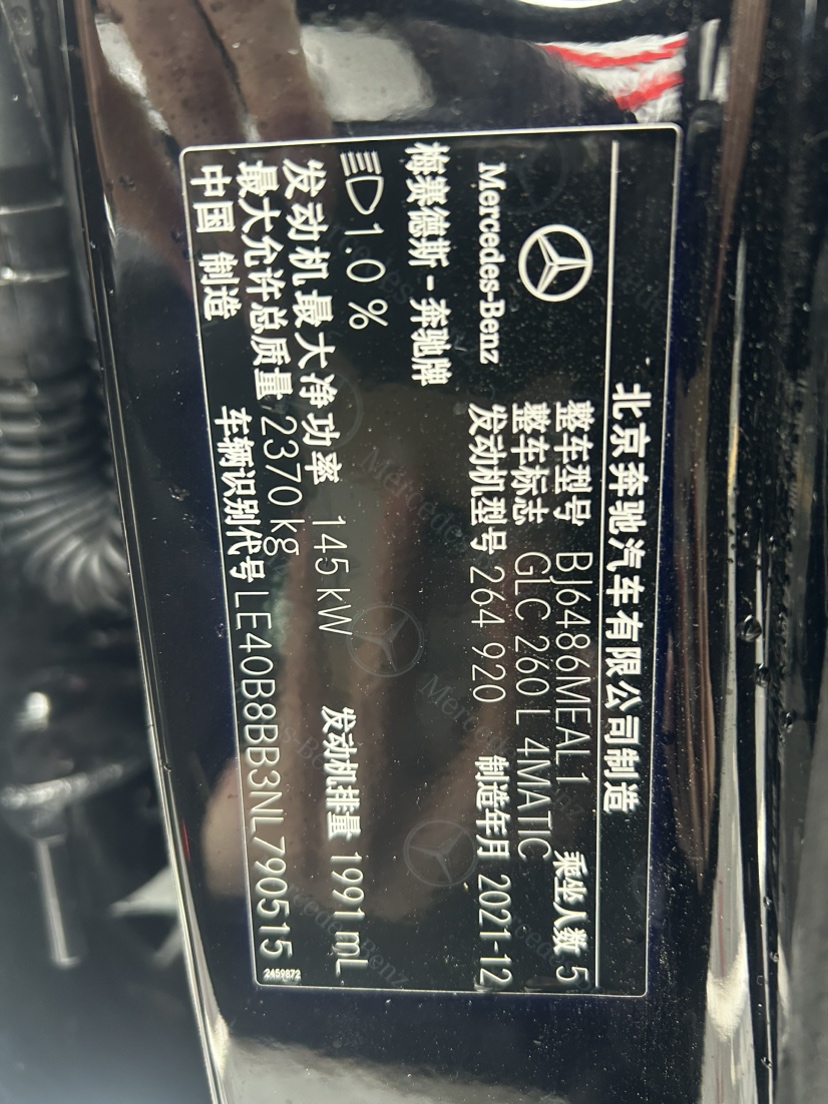 北京奔驰汽车有限公司制造
Mercedes-Benz
整车型号 BJ6486MEAL1 乘坐人数 5
整车标志 GLC 260 L 4MATIC
发动机型号 264 920 制造年月 2021-12
梅赛德斯-奔驰牌
1.0 %
发动机最大净功率 145 kW 发动机排量 1991 mL
最大允许总质量 2370 kg
中国 制造 车辆识别代号 LE40B8BB3NL790515
2459872